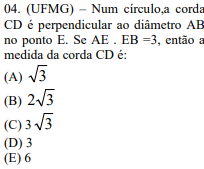 04. (UFMG) – Num círculo,a corda
CD é perpendicular ao diâmetro AB
no ponto E. Se AE . EB =3, então a
medida da corda CD é:
(A) √3
(B) 2√3
(C) 3√3
(D) 3
(E) 6